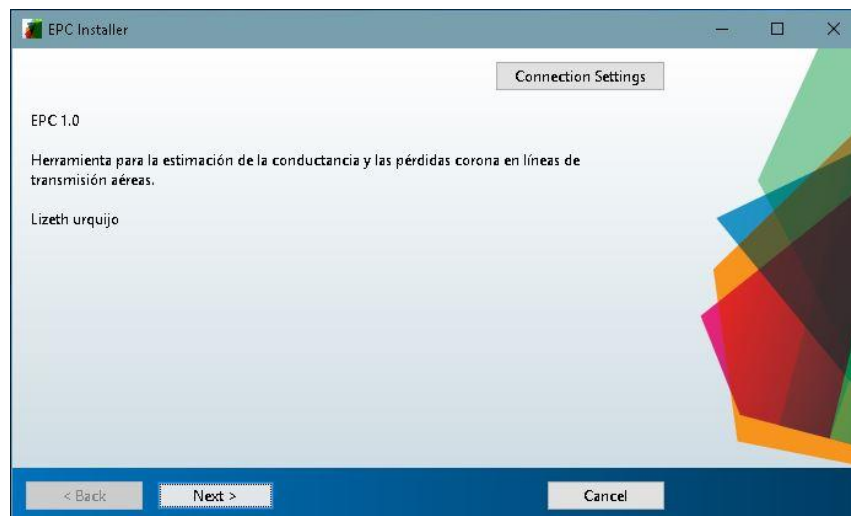 EPC Installer
Connection Settings
EPC 1.0
Herramienta para la estimación de la conductancia y las pérdidas corona en líneas de
transmisión aéreas.
Lizeth urquijo
< Back
Next >
Cancel